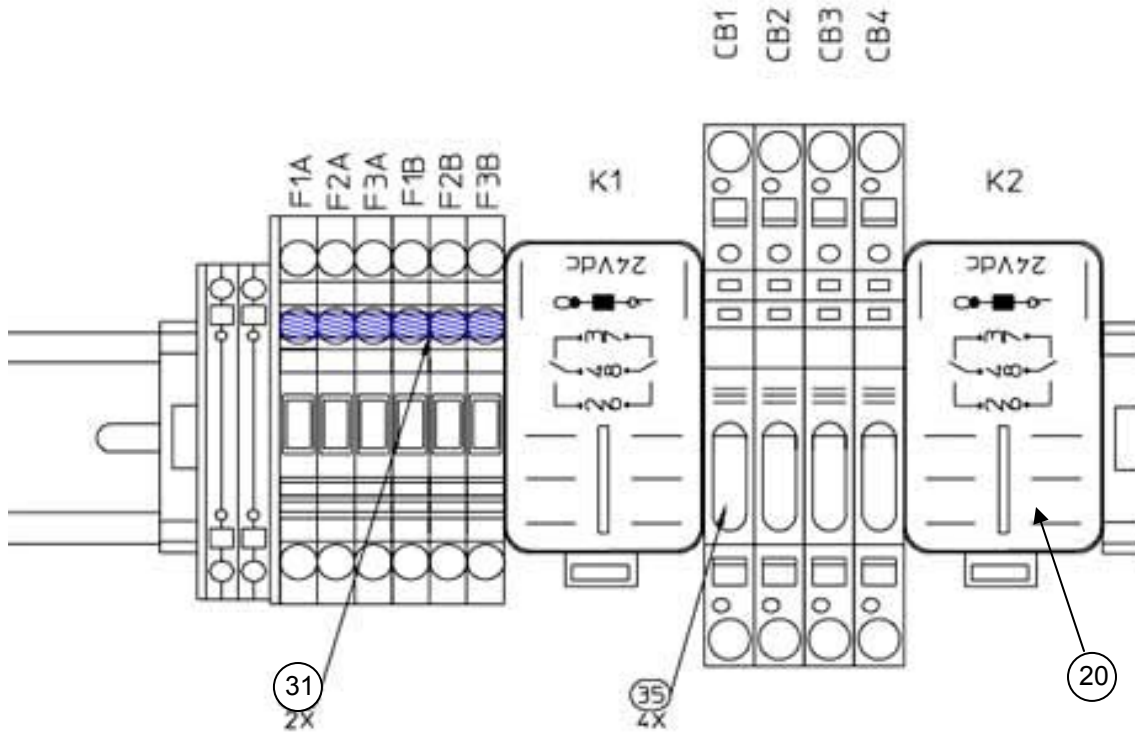 CB1 CB2 CB3 CB4
F1A F2A F3A F1B F2B F3B
K1 K2
24Vdc 24Vdc
31
2X
35
4X
20